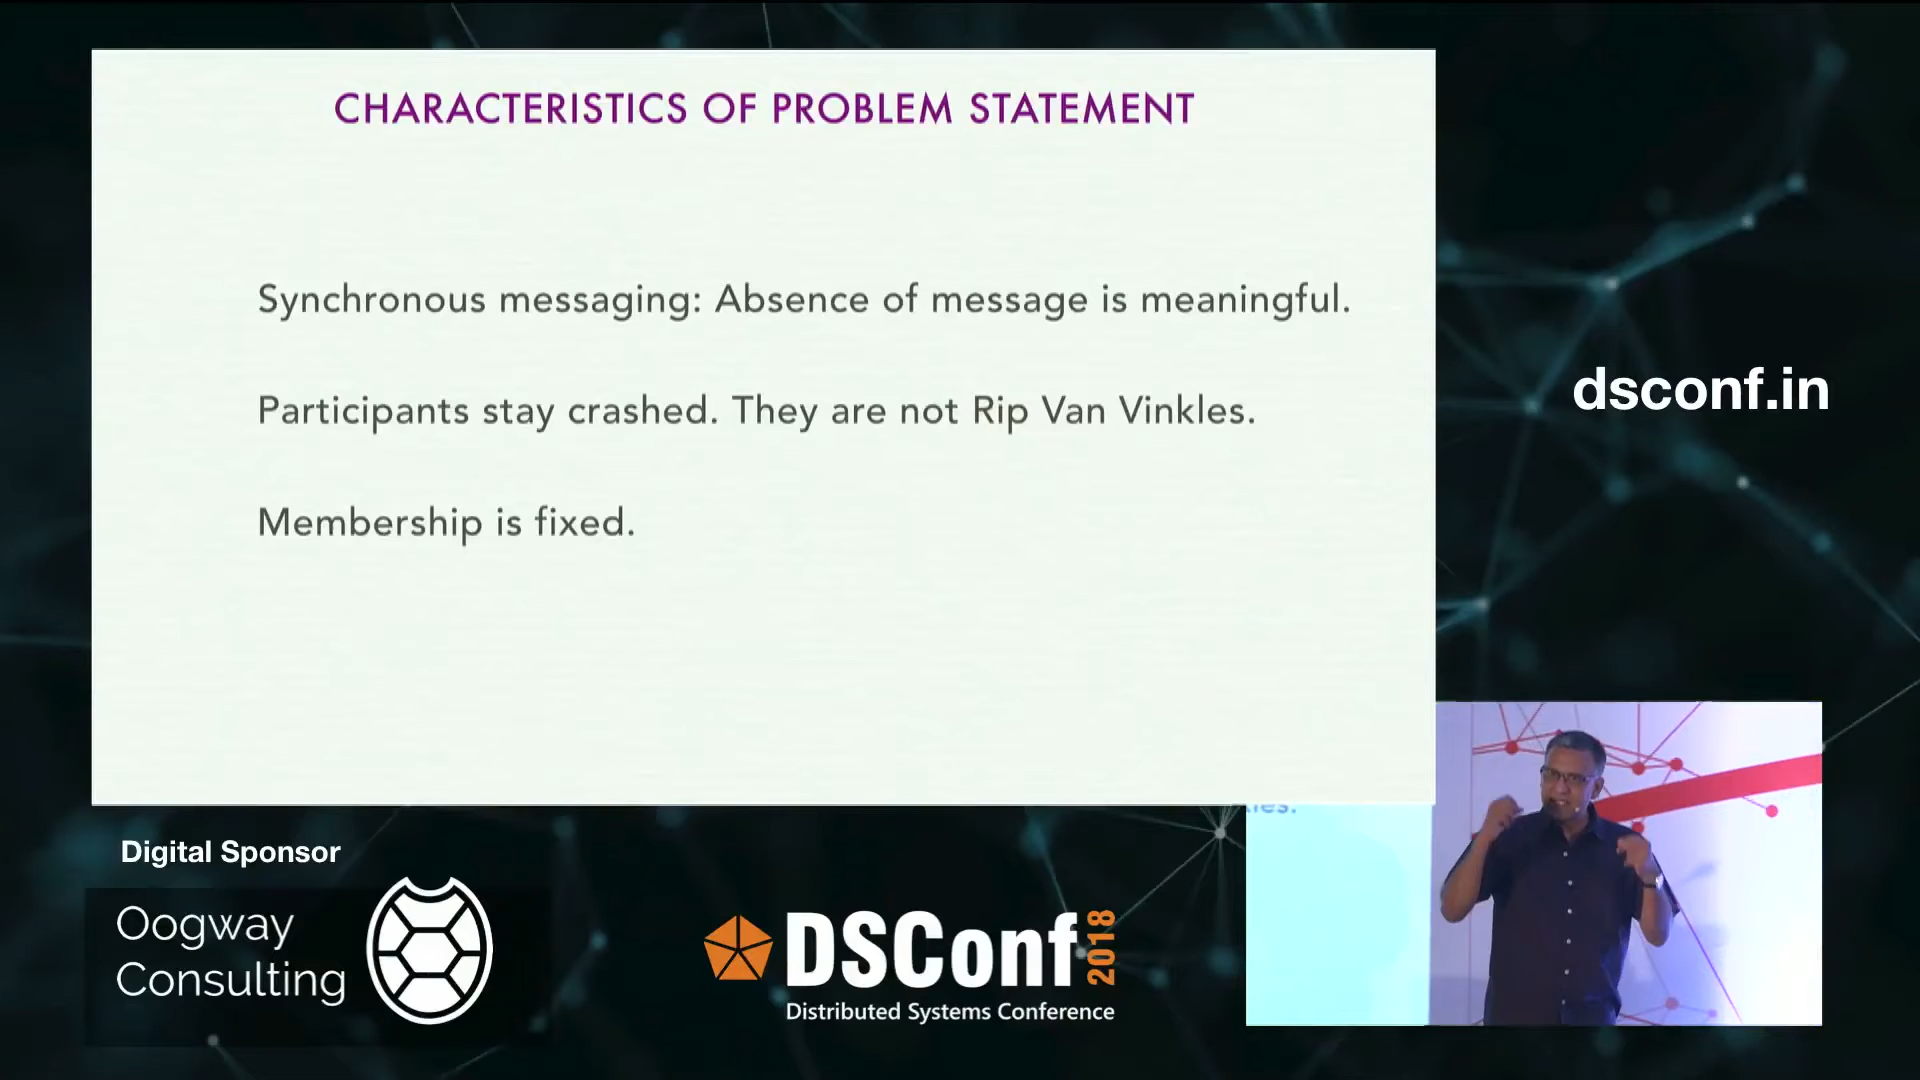 CHARACTERISTICS OF PROBLEM STATEMENT
Synchronous messaging: Absence of message is meaningful.
Participants stay crashed. They are not Rip Van Vinkles.
Membership is fixed.
dsconf.in
Digital Sponsor
Oogway
Consulting
DSConf 2018
Distributed Systems Conference